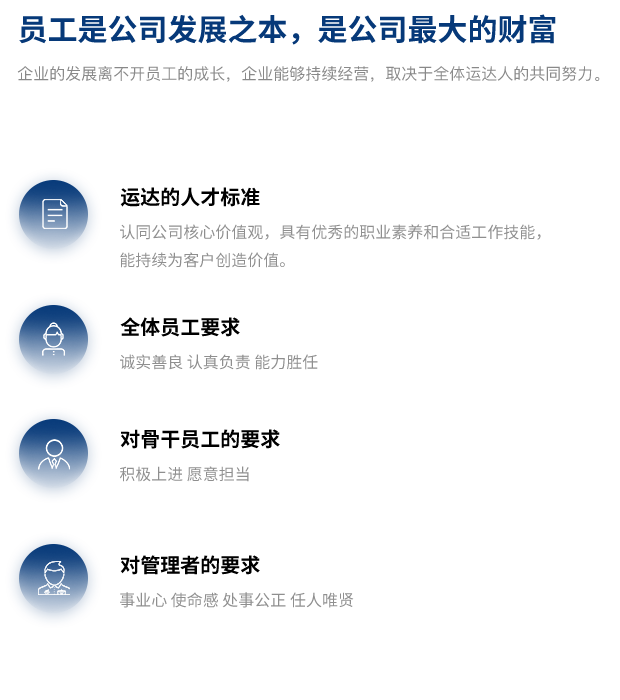 员工是公司发展之本，是公司最大的财富
企业的发展离不开员工的成长，企业能够持续经营，取决于全体运达人的共同努力。
运达的人才标准
认同公司核心价值观，具有优秀的职业素养和合适工作技能，
能持续为客户创造价值。
全体员工要求
诚实善良 认真负责 能力胜任
对骨干员工的要求
积极上进 愿意担当
对管理者的要求
事业心 使命感 处事公正 任人唯贤